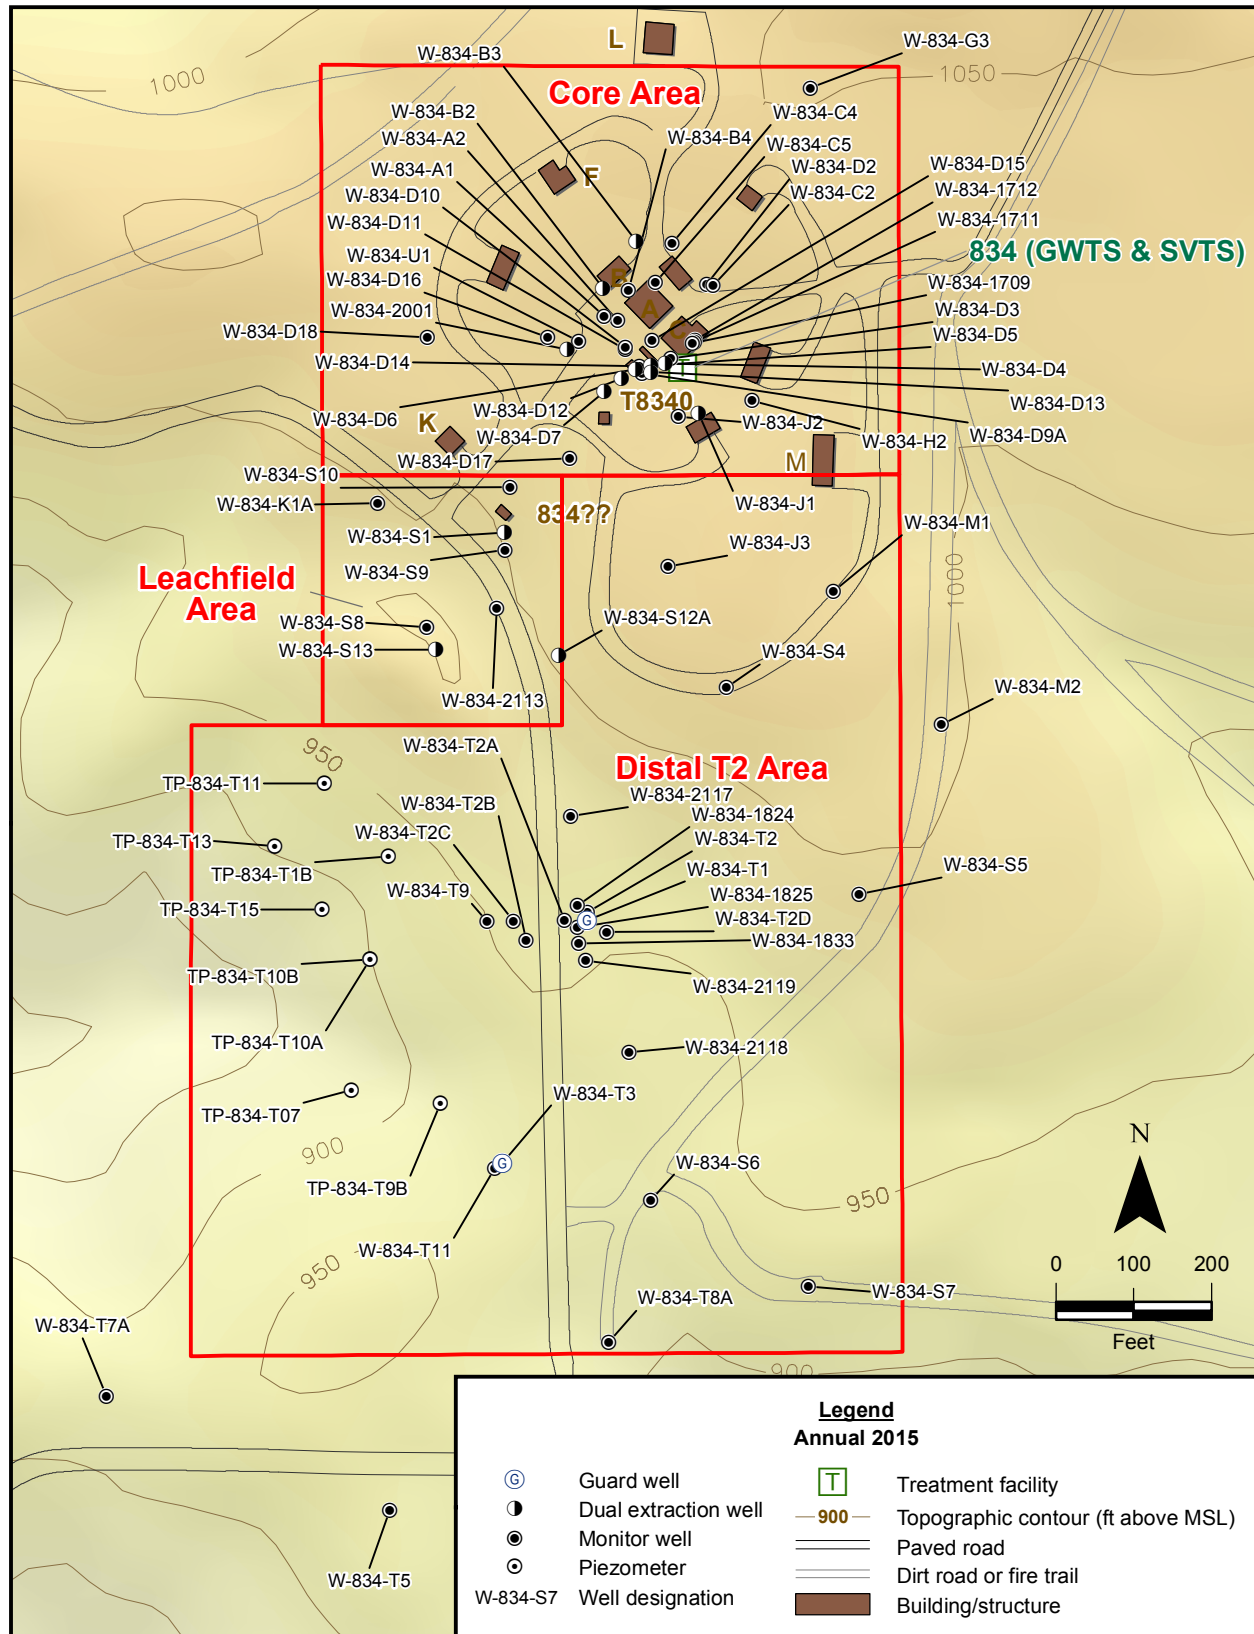 L
W-834-B3
W-834-G3
1000
1050
Core Area
W-834-B2
W-834-C4
W-834-A2
W-834-B4
W-834-C5
W-834-A1
W-834-D2
W-834-D15
F
W-834-D10
W-834-C2
W-834-1712
W-834-D11
W-834-1711
W-834-U1
834 (GWTS & SVTS)
W-834-D16
B
W-834-1709
W-834-2001
A
W-834-D3
W-834-D18
C
W-834-D5
W-834-D14
T
W-834-D4
T8340
W-834-D13
W-834-D6
W-834-D12
W-834-J2
K
W-834-D7
W-834-H2
W-834-D9A
W-834-D17
M
W-834-S10
W-834-K1A
834??
W-834-J1
W-834-M1
W-834-S1
W-834-J3
W-834-S9
Leachfield
Area
1000
W-834-S8
W-834-S12A
W-834-S13
W-834-S4
W-834-M2
W-834-2113
950
W-834-T2A
Distal T2 Area
TP-834-T11
W-834-2117
W-834-T2B
W-834-1824
TP-834-T13
W-834-T2C
W-834-T2
TP-834-T1B
W-834-T1
W-834-S5
W-834-T9
W-834-1825
TP-834-T15
G
W-834-T2D
W-834-1833
TP-834-T10B
W-834-2119
TP-834-T10A
W-834-2118
W-834-T3
TP-834-T07
900
N
G
W-834-S6
TP-834-T9B
950
W-834-T11
950
0 100 200
Feet
W-834-S7
W-834-T8A
W-834-T7A
900
Legend
Annual 2015
G Guard well
Dual extraction well
Monitor well
Piezometer
W-834-S7 Well designation
T Treatment facility
900 Topographic contour (ft above MSL)
Paved road
Dirt road or fire trail
Building/structure
W-834-T5